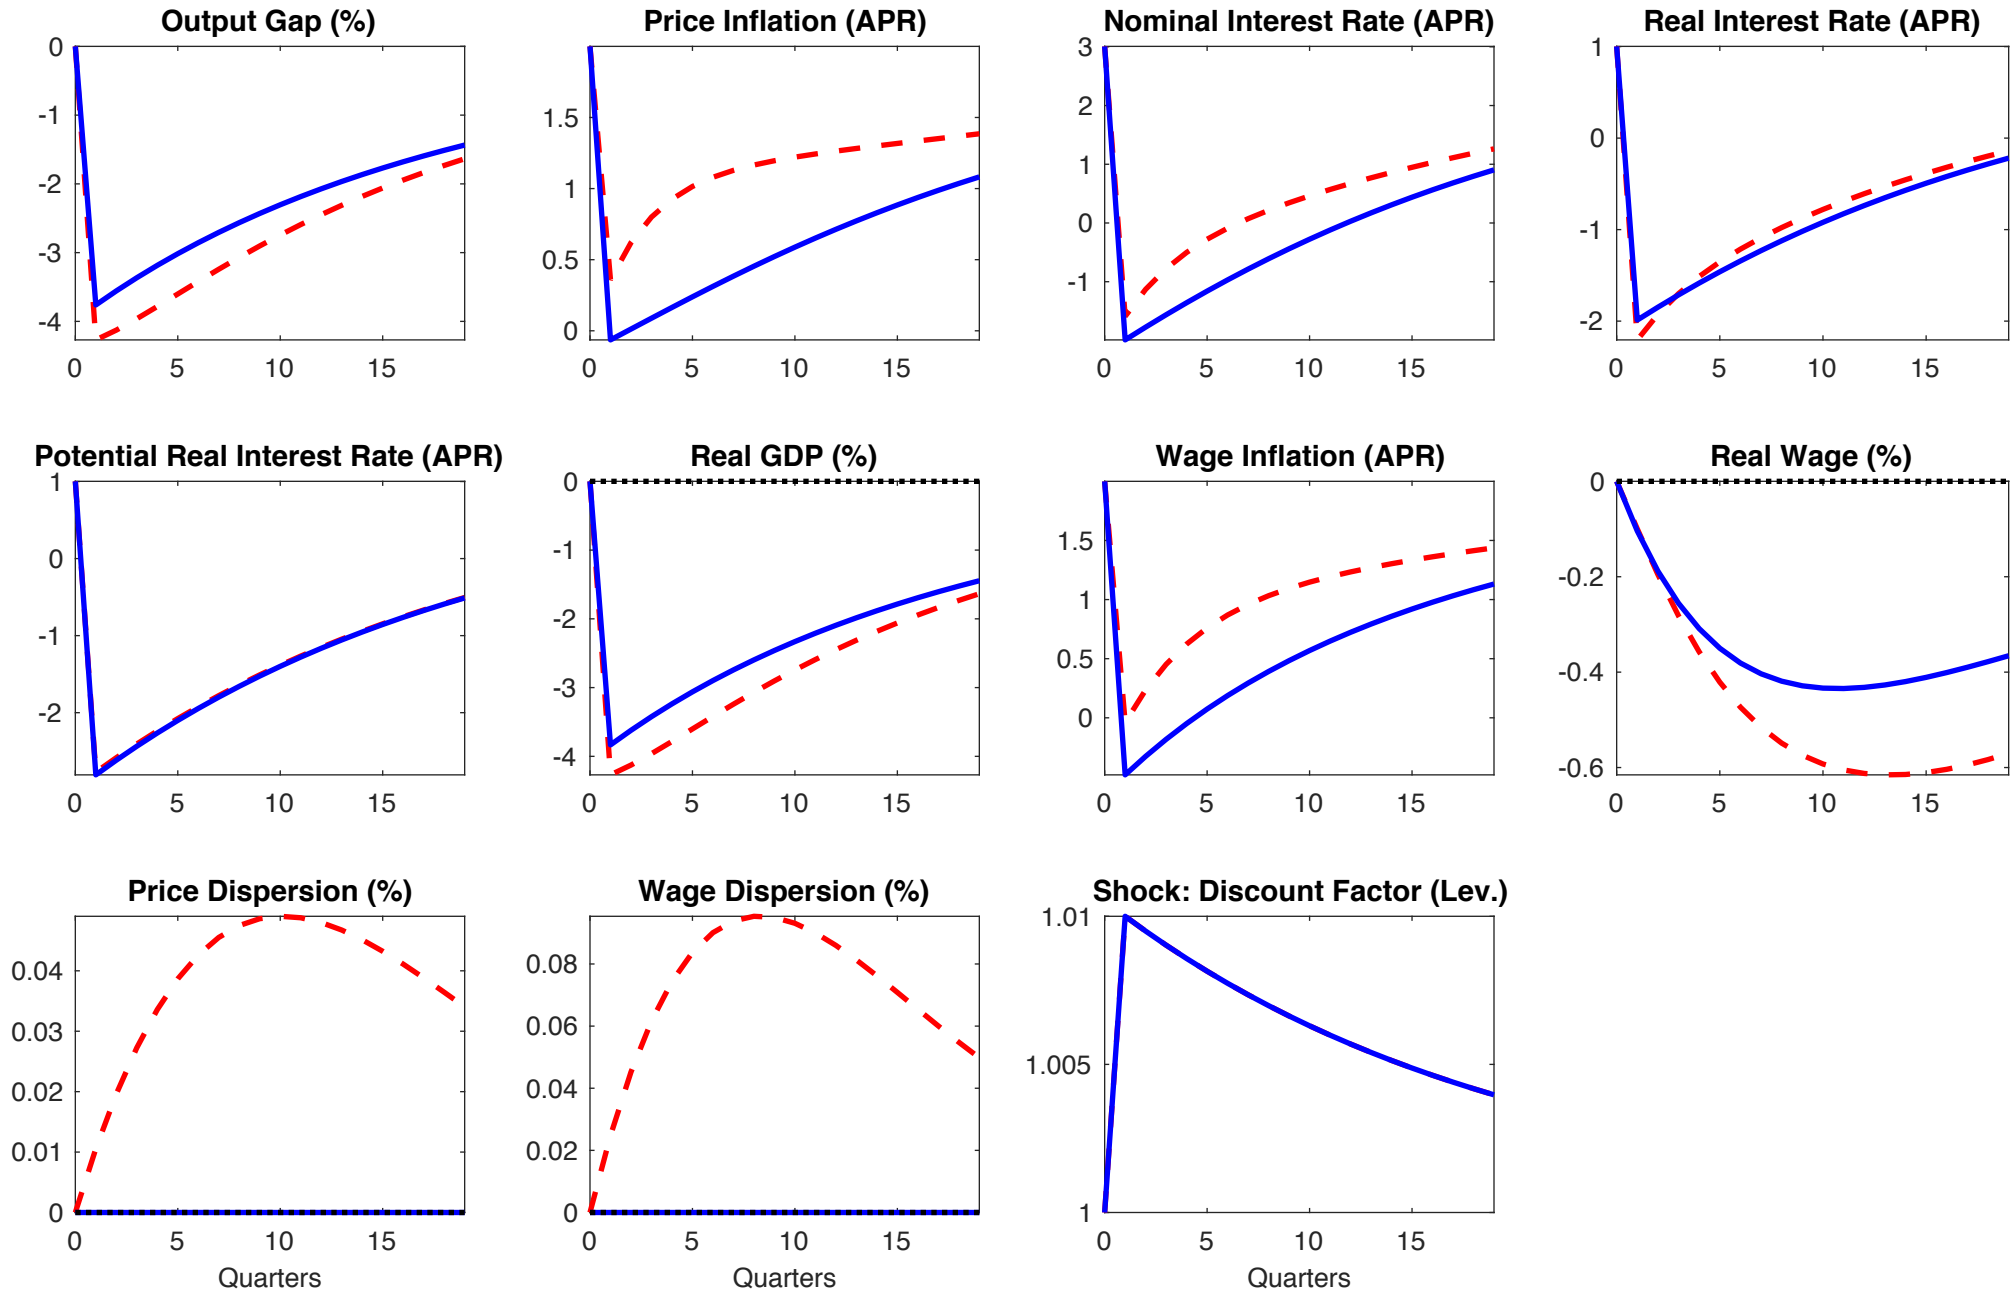 Output Gap (%)
0
-1
-2
-3
-4
0 5 10 15
Price Inflation (APR)
1.5
1
0.5
0
0 5 10 15
Nominal Interest Rate (APR)
3
2
1
0
-1
0 5 10 15
Real Interest Rate (APR)
1
0
-1
-2
0 5 10 15
Potential Real Interest Rate (APR)
1
0
-1
-2
0 5 10 15
Real GDP (%)
0
-1
-2
-3
-4
0 5 10 15
Wage Inflation (APR)
1.5
1
0.5
0
0 5 10 15
Real Wage (%)
0
-0.2
-0.4
-0.6
0 5 10 15
Price Dispersion (%)
0.04
0.03
0.02
0.01
0
0 5 10 15
Quarters
Wage Dispersion (%)
0.08
0.06
0.04
0.02
0
0 5 10 15
Quarters
Shock: Discount Factor (Lev.)
1.01
1.005
1
0 5 10 15
Quarters